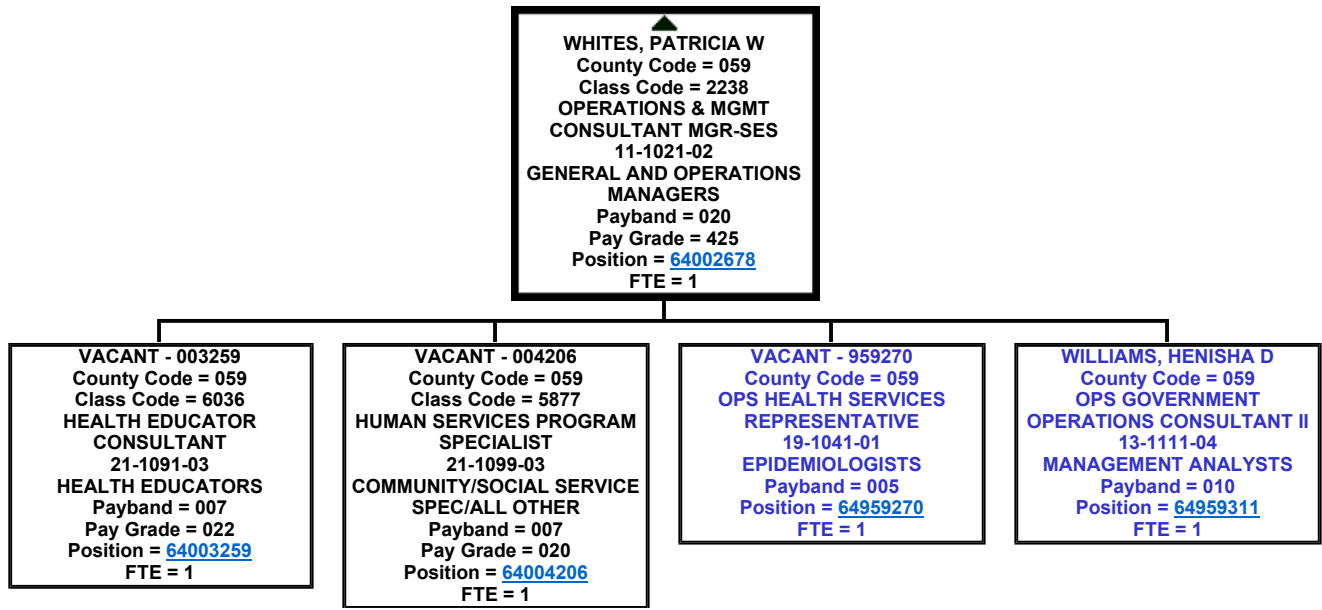 WHITES, PATRICIA W
County Code = 059
Class Code = 2238
OPERATIONS & MGMT
CONSULTANT MGR-SES
11-1021-02
GENERAL AND OPERATIONS
MANAGERS
Payband = 020
Pay Grade = 425
Position = 64002678
FTE = 1
VACANT - 003259
County Code = 059
Class Code = 6036
HEALTH EDUCATOR
CONSULTANT
21-1091-03
HEALTH EDUCATORS
Payband = 007
Pay Grade = 022
Position = 64003259
FTE = 1
VACANT - 004206
County Code = 059
Class Code = 5877
HUMAN SERVICES PROGRAM
SPECIALIST
21-1099-03
COMMUNITY/SOCIAL SERVICE
SPEC/ALL OTHER
Payband = 007
Pay Grade = 020
Position = 64004206
FTE = 1
VACANT - 959270
County Code = 059
OPS HEALTH SERVICES
REPRESENTATIVE
19-1041-01
EPIDEMIOLOGISTS
Payband = 005
Position = 64959270
FTE = 1
WILLIAMS, HENISHA D
County Code = 059
OPS GOVERNMENT
OPERATIONS CONSULTANT II
13-1111-04
MANAGEMENT ANALYSTS
Payband = 010
Position = 64959311
FTE = 1